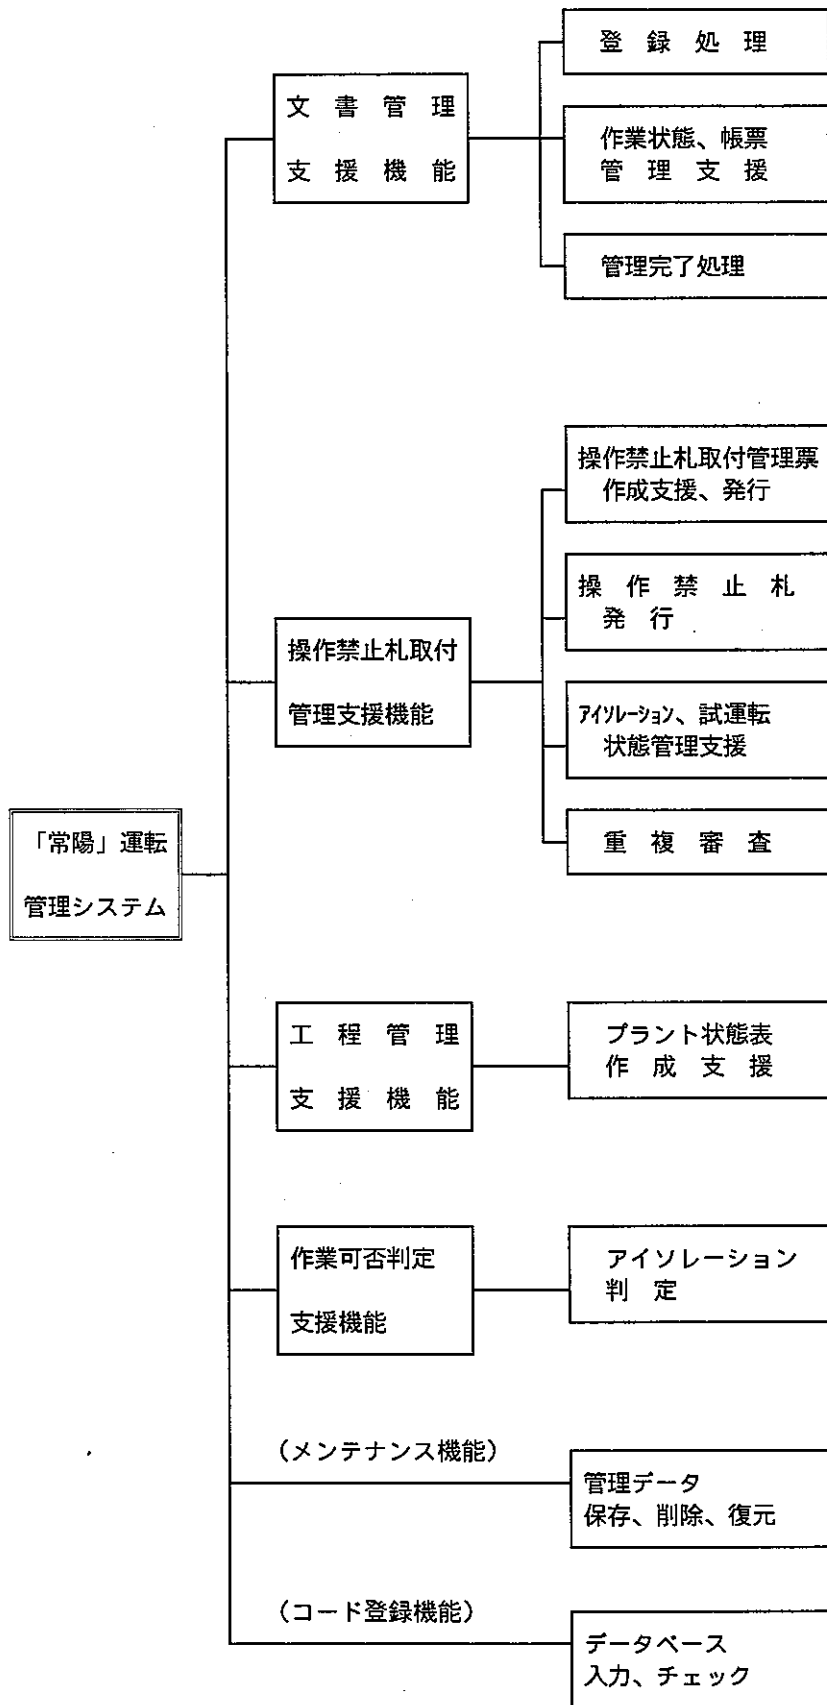 登録処理
文書管理
支援機能
作業状態、帳票
管理支援
管理完了処理
操作禁止札取付管理票
作成支援、発行
操作禁止札
発行
操作禁止札取付
管理支援機能
アイソレーション、試運転
状態管理支援
重複審査
「常陽」運転
管理システム
工程管理
支援機能
プラント状態表
作成支援
作業可否判定
支援機能
アイソレーション
判定
(メンテナンス機能)
管理データ
保存、削除、復元
(コード登録機能)
データベース
入力、チェック